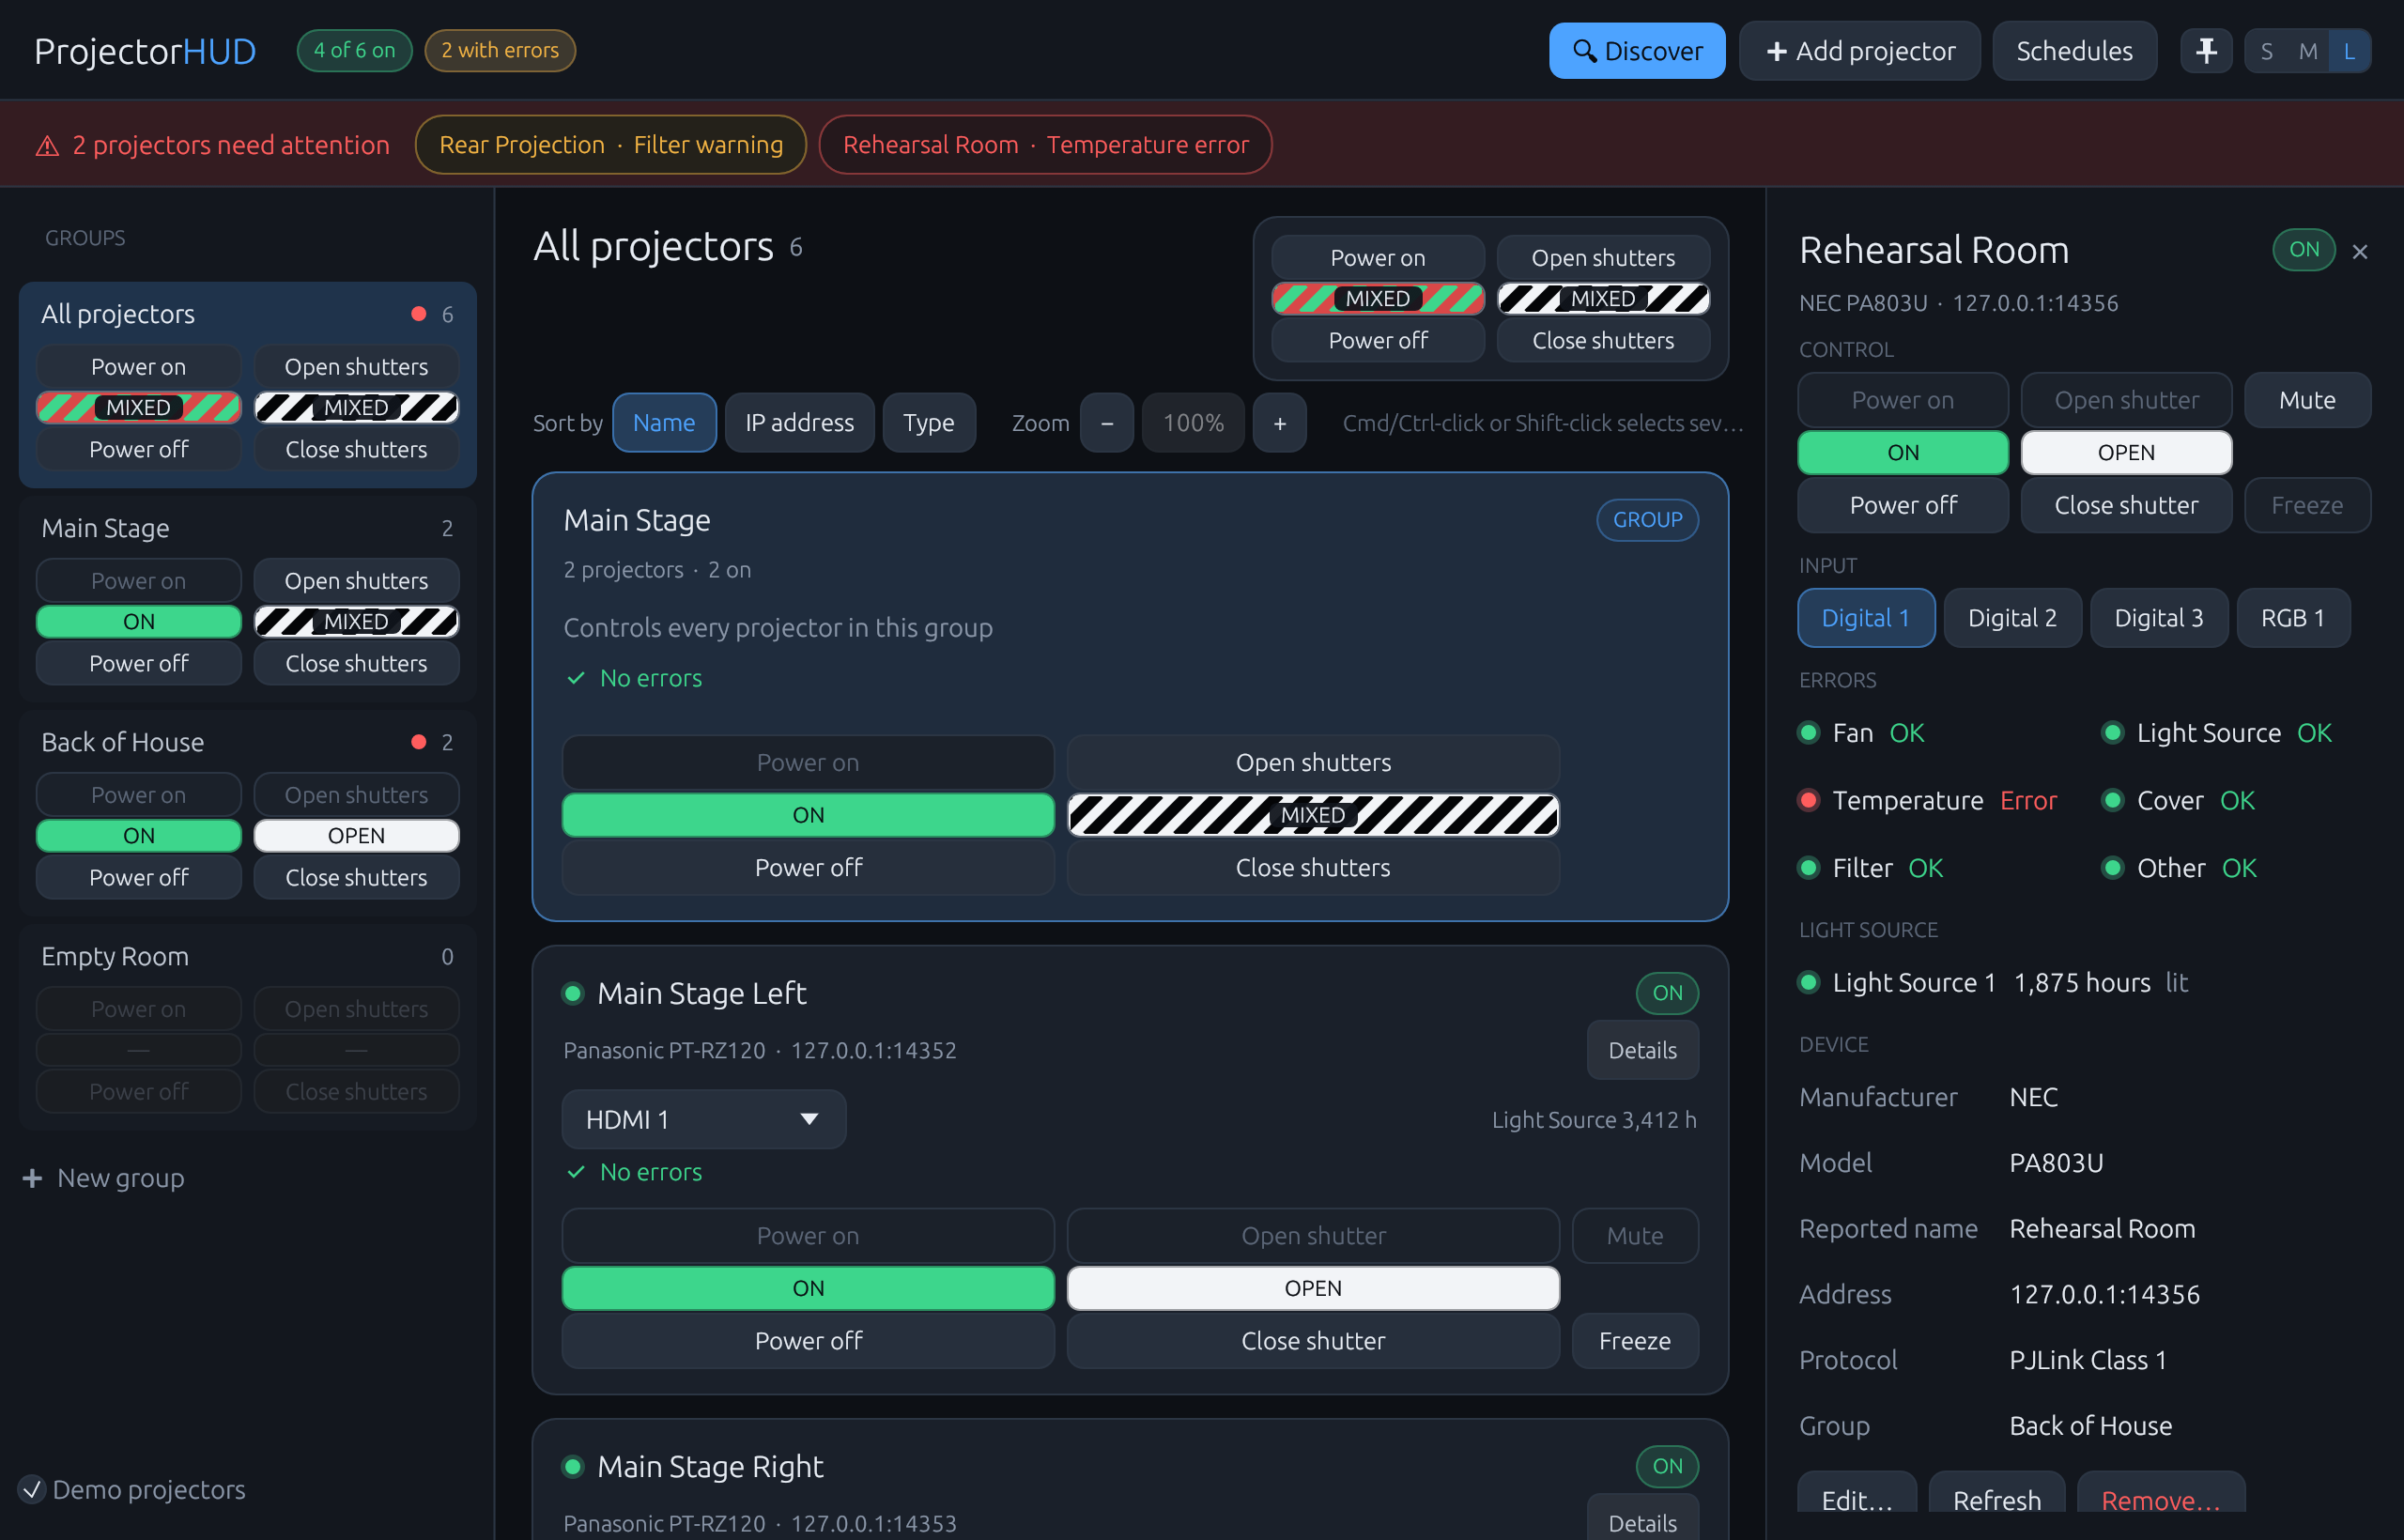 ProjectorHUD
4 of 6 on
2 with errors
Discover
+ Add projector
Schedules
S M L
2 projectors need attention
Rear Projection · Filter warning
Rehearsal Room · Temperature error
GROUPS
All projectors 6
Power on Open shutters
MIXED MIXED
Power off Close shutters
Main Stage 2
Power on Open shutters
ON MIXED
Power off Close shutters
Back of House 2
Power on Open shutters
ON OPEN
Power off Close shutters
Empty Room 0
Power on Open shutters
— —
Power off Close shutters
+ New group
Demo projectors
All projectors 6
Power on Open shutters
MIXED MIXED
Power off Close shutters
Sort by Name IP address Type Zoom − 100% + Cmd/Ctrl-click or Shift-click selects sev…
Main Stage GROUP
2 projectors · 2 on
Controls every projector in this group
No errors
Power on Open shutters
ON MIXED
Power off Close shutters
Main Stage Left ON
Panasonic PT-RZ120 · 127.0.0.1:14352 Details
HDMI 1 Light Source 3,412 h
No errors
Power on Open shutter Mute
ON OPEN
Power off Close shutter Freeze
Main Stage Right ON
Panasonic PT-RZ120 · 127.0.0.1:14353 Details
Rehearsal Room ON ×
NEC PA803U · 127.0.0.1:14356
CONTROL
Power on Open shutter Mute
ON OPEN
Power off Close shutter Freeze
INPUT
Digital 1 Digital 2 Digital 3 RGB 1
ERRORS
Fan OK Light Source OK
Temperature Error Cover OK
Filter OK Other OK
LIGHT SOURCE
Light Source 1 1,875 hours lit
DEVICE
Manufacturer NEC
Model PA803U
Reported name Rehearsal Room
Address 127.0.0.1:14356
Protocol PJLink Class 1
Group Back of House
Edit… Refresh Remove…